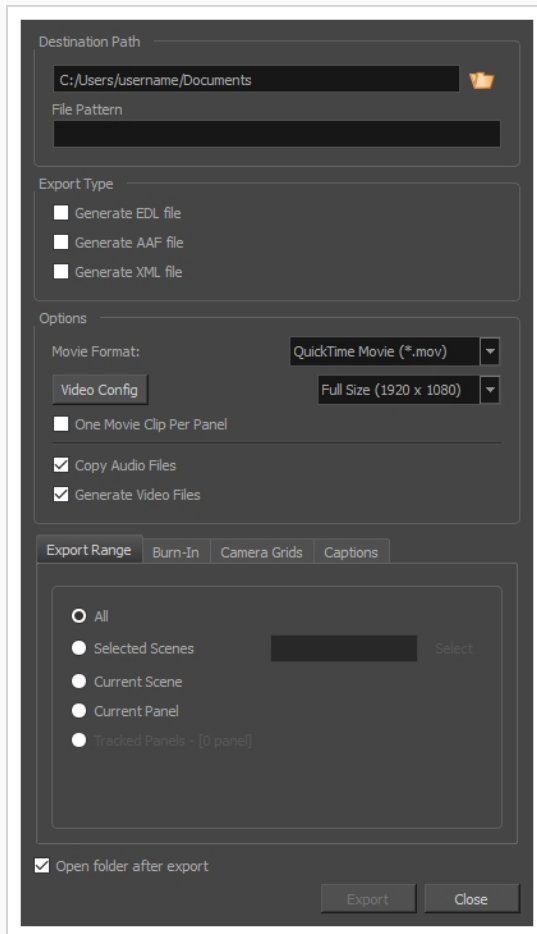 Destination Path
C:/Users/username/Documents
File Pattern
Export Type
Generate EDL file
Generate AAF file
Generate XML file
Options
Movie Format:
QuickTime Movie (*.mov)
Video Config
Full Size (1920 x 1080)
One Movie Clip Per Panel
Copy Audio Files
Generate Video Files
Export Range
Burn-In
Camera Grids
Captions
All
Selected Scenes
Select
Current Scene
Current Panel
Tracked Panels - [0 panel]
Open folder after export
Export
Close